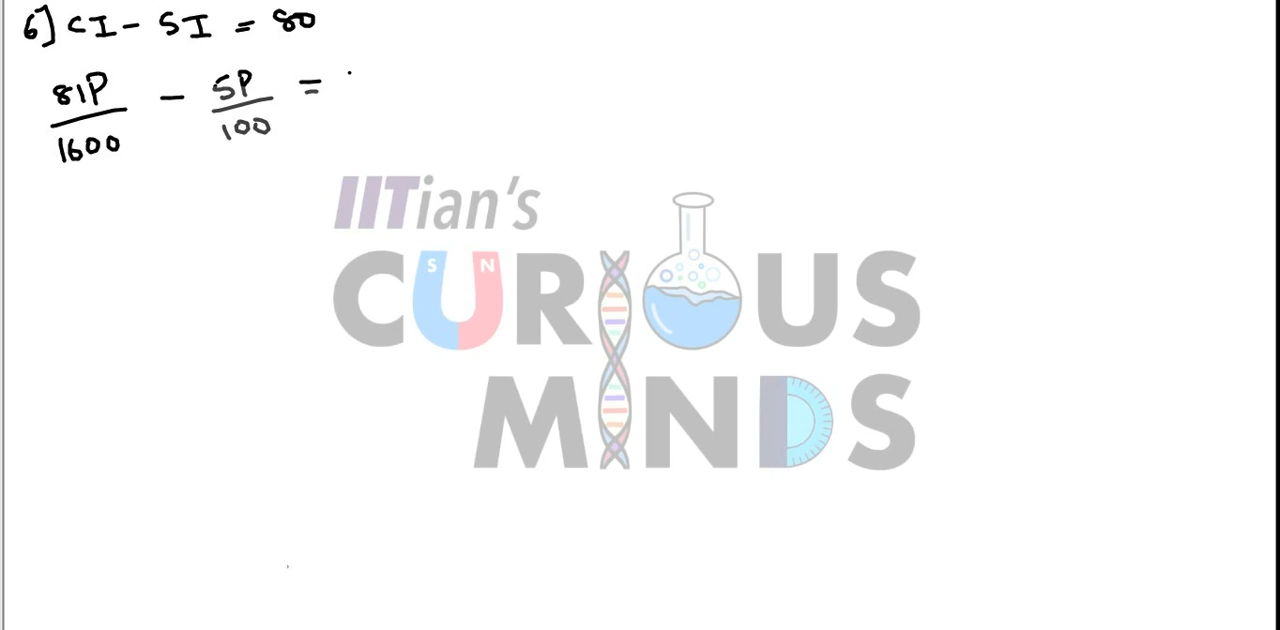 6] CI - SI = 80
81P/1600 - 5P/100 =
IITian's
CURIOUS
S N
MINDS